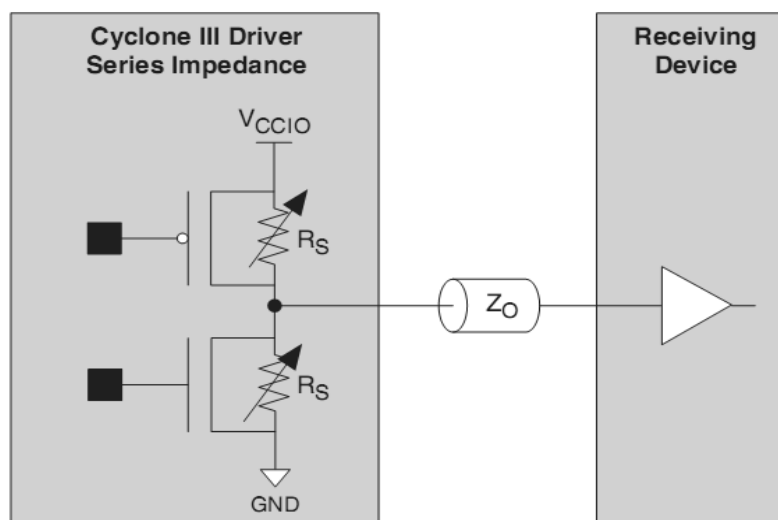 Cyclone III Driver
Series Impedance
Receiving
Device
VCCIO
RS
ZO
RS
GND